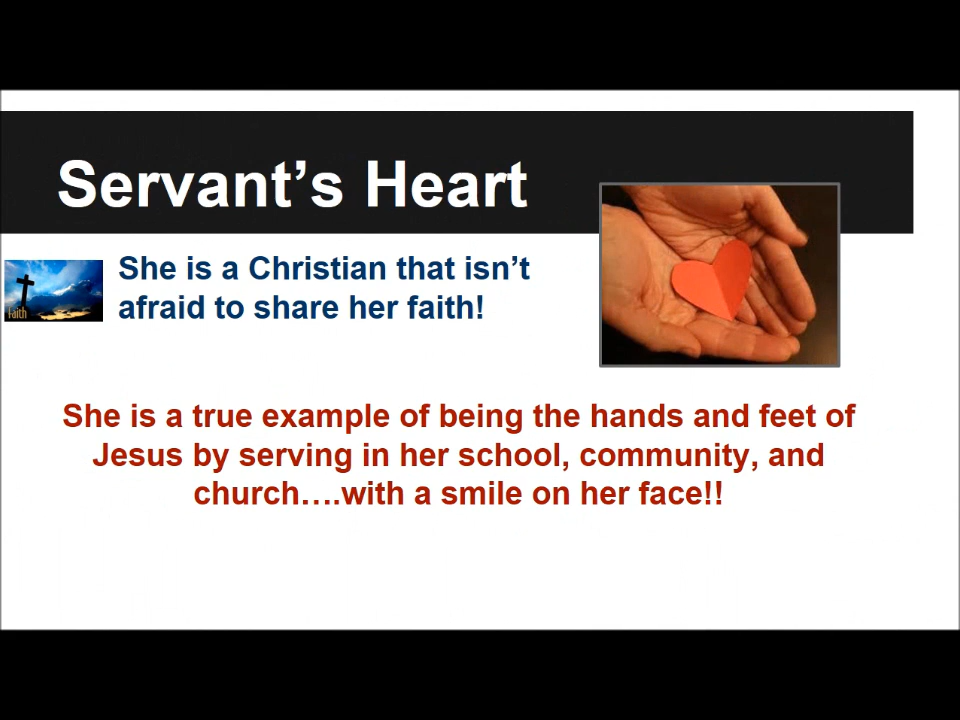 Servant’s Heart
She is a Christian that isn’t
afraid to share her faith!
faith
She is a true example of being the hands and feet of
Jesus by serving in her school, community, and
church….with a smile on her face!!